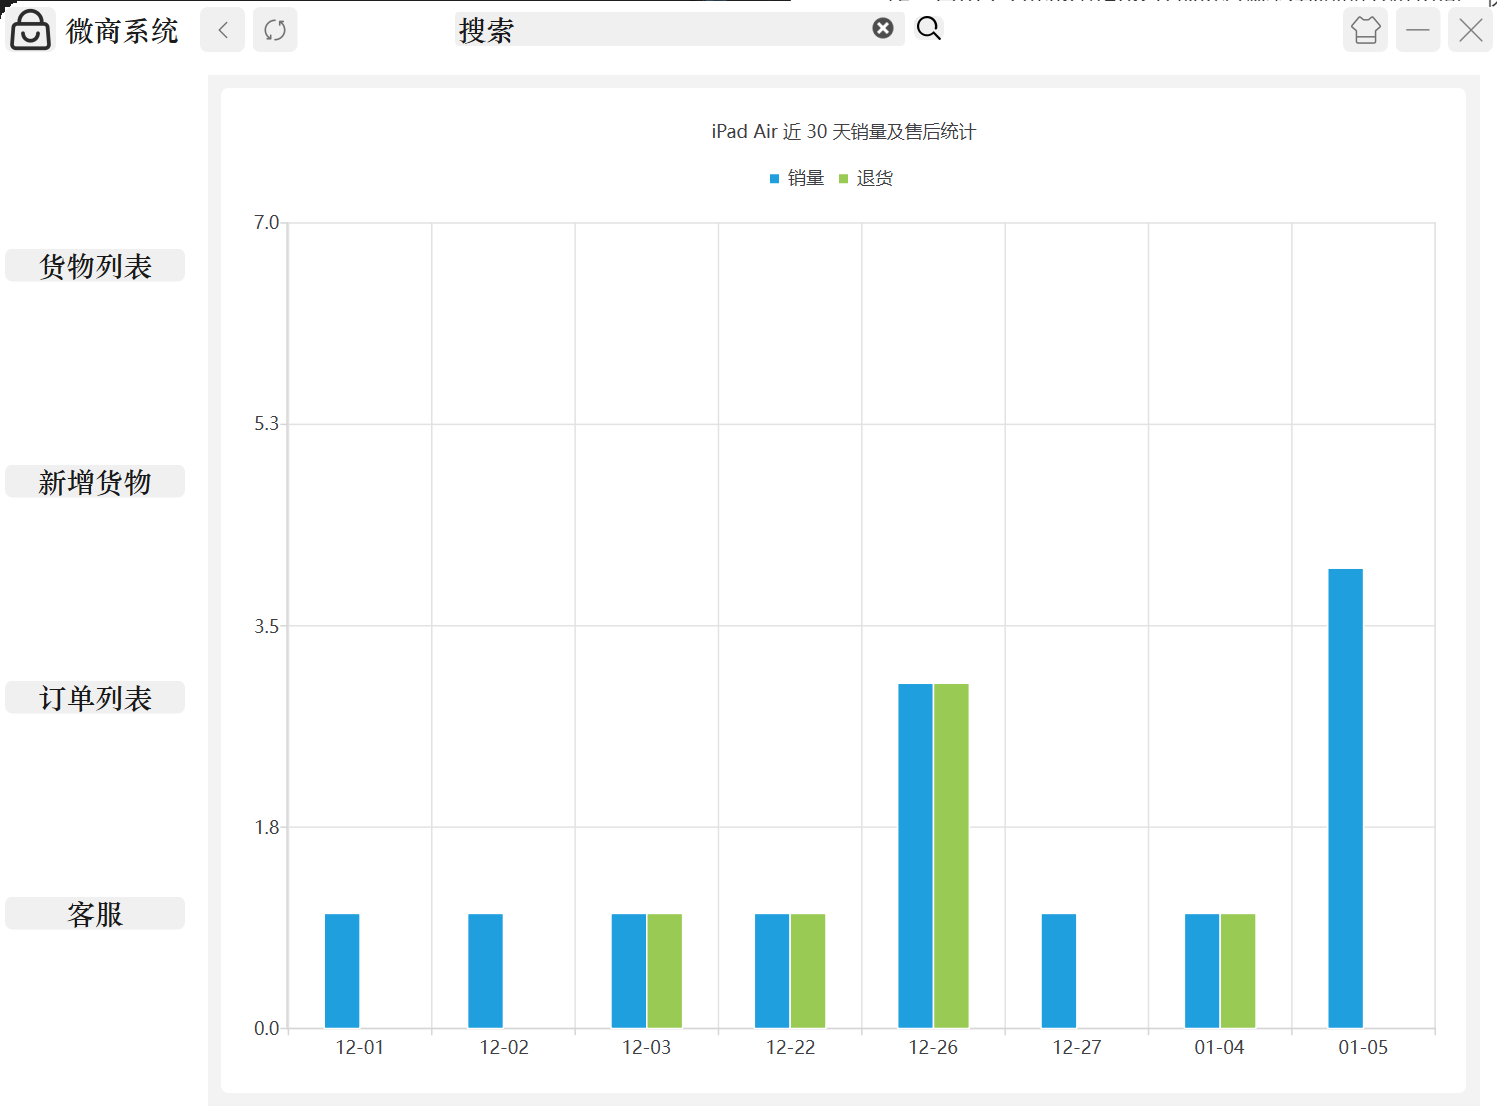 微商系统
搜索
货物列表
新增货物
订单列表
客服
iPad Air 近 30 天销量及售后统计
销量 退货
7.0
5.3
3.5
1.8
0.0
12-01 12-02 12-03 12-22 12-26 12-27 01-04 01-05